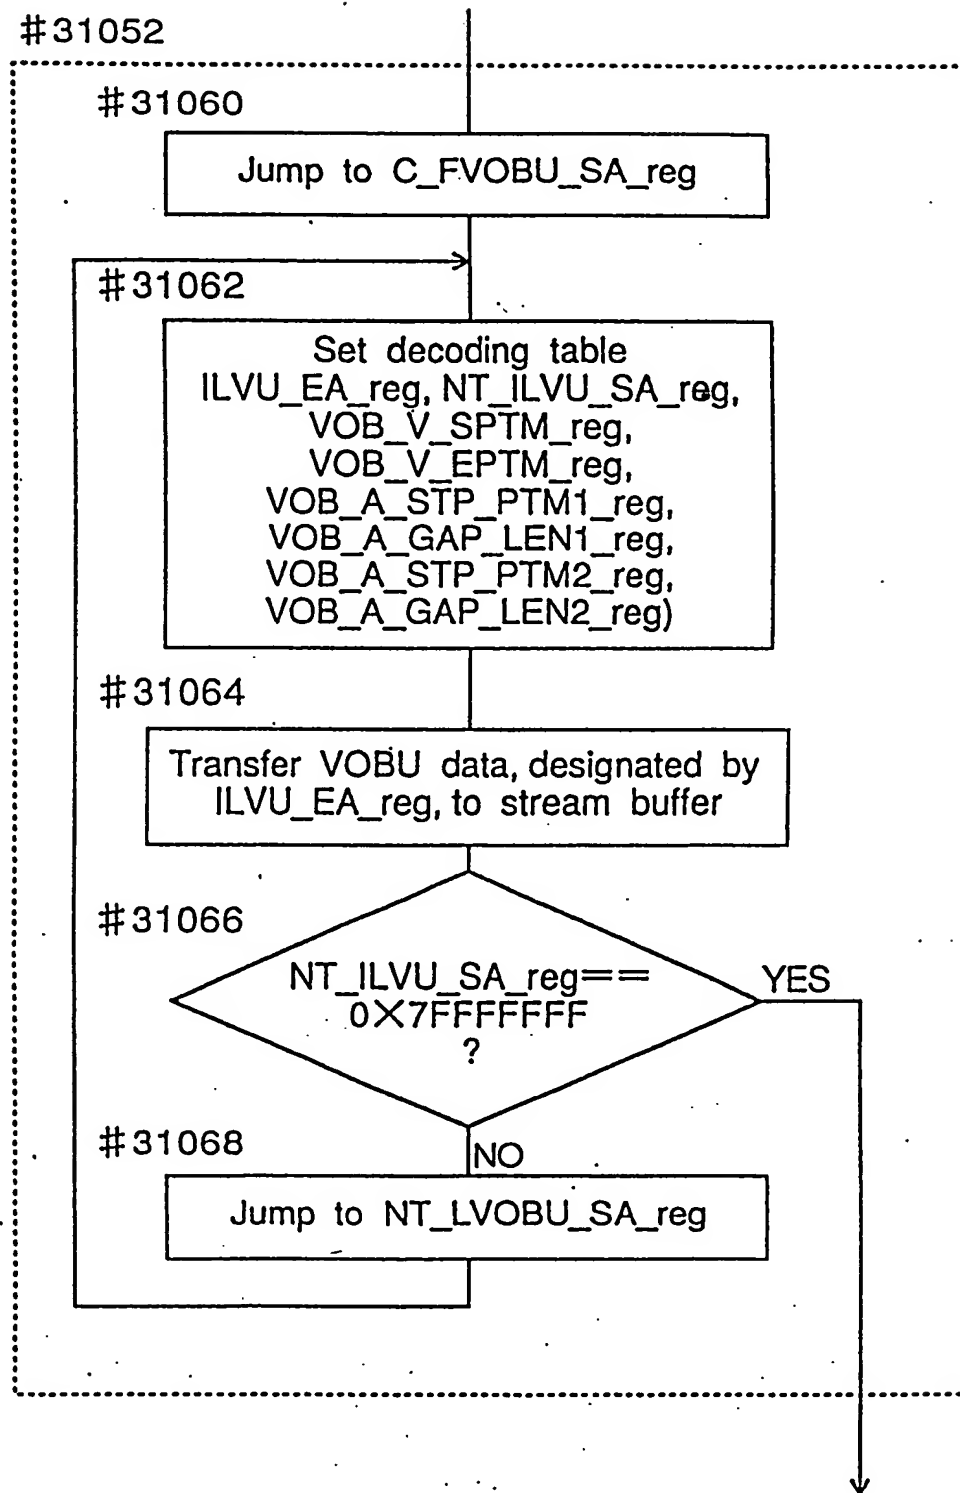 #31052
#31060
Jump to C_FVOBU_SA_reg
#31062
Set decoding table
ILVU_EA_reg, NT_ILVU_SA_reg,
VOB_V_SPTM_reg,
VOB_V_EPTM_reg,
VOB_A_STP_PTM1_reg,
VOB_A_GAP_LEN1_reg,
VOB_A_STP_PTM2_reg,
VOB_A_GAP_LEN2_reg)
#31064
Transfer VOBU data, designated by
ILVU_EA_reg, to stream buffer
#31066
NT_ILVU_SA_reg==
0X7FFFFFFF
?
YES
#31068
NO
Jump to NT_LVOBU_SA_reg